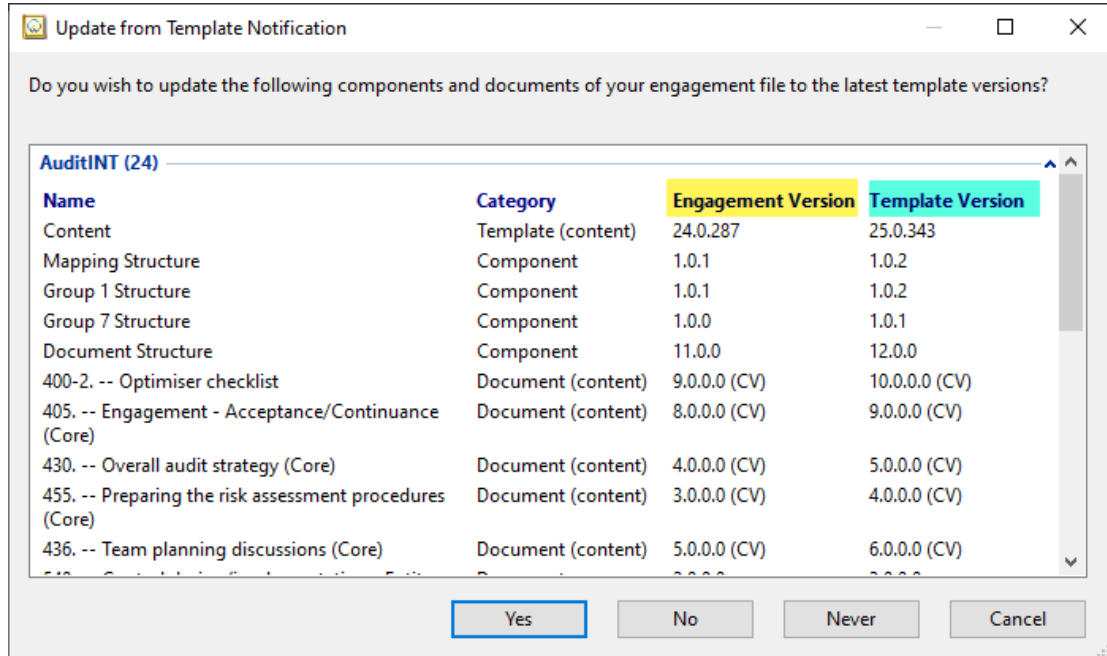 Update from Template Notification
Do you wish to update the following components and documents of your engagement file to the latest template versions?
AuditINT (24)
Name Category Engagement Version Template Version
Content Template (content) 24.0.287 25.0.343
Mapping Structure Component 1.0.1 1.0.2
Group 1 Structure Component 1.0.1 1.0.2
Group 7 Structure Component 1.0.0 1.0.1
Document Structure Component 11.0.0 12.0.0
400-2. -- Optimiser checklist Document (content) 9.0.0.0 (CV) 10.0.0.0 (CV)
405. -- Engagement - Acceptance/Continuance Document (content) 8.0.0.0 (CV) 9.0.0.0 (CV)
(Core)
430. -- Overall audit strategy (Core) Document (content) 4.0.0.0 (CV) 5.0.0.0 (CV)
455. -- Preparing the risk assessment procedures Document (content) 3.0.0.0 (CV) 4.0.0.0 (CV)
(Core)
436. -- Team planning discussions (Core) Document (content) 5.0.0.0 (CV) 6.0.0.0 (CV)
Yes No Never Cancel